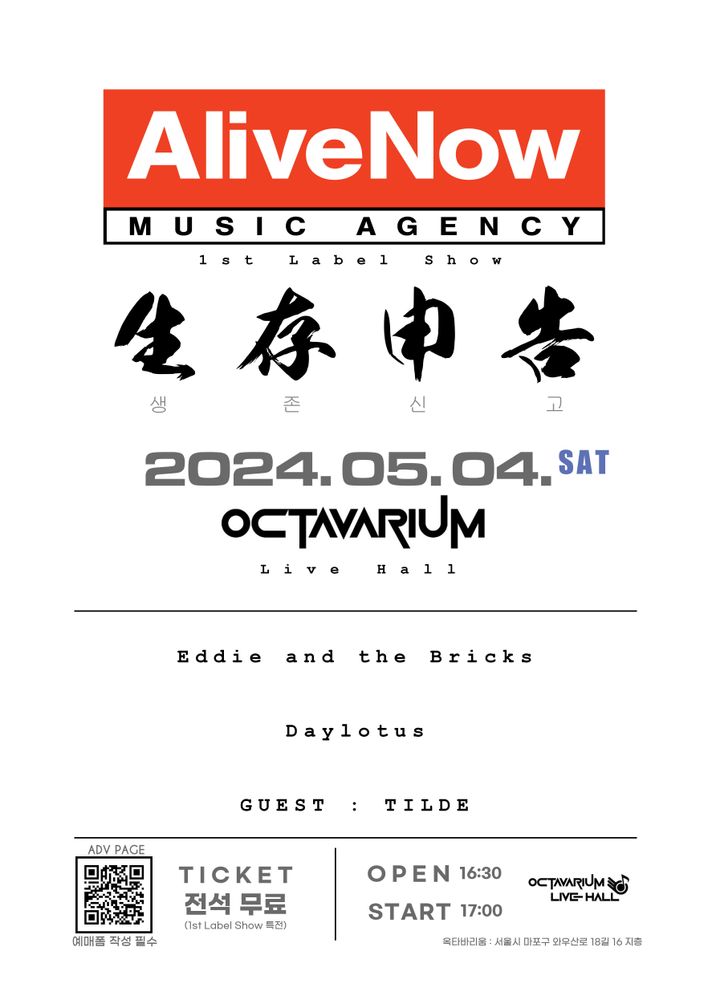 AliveNow
MUSIC AGENCY
1st Label Show
生存申告
생존신고
2024.05.04. SAT
OCTAVARIUM
Live Hall
Eddie and the Bricks
Daylotus
GUEST : TILDE
ADV PAGE
예매폼 작성 필수
TICKET
전석 무료
(1st Label Show 특전)
OPEN 16:30
START 17:00
OCTAVARIUM
LIVE HALL
옥타바리움 : 서울시 마포구 와우산로 18길 16 지층